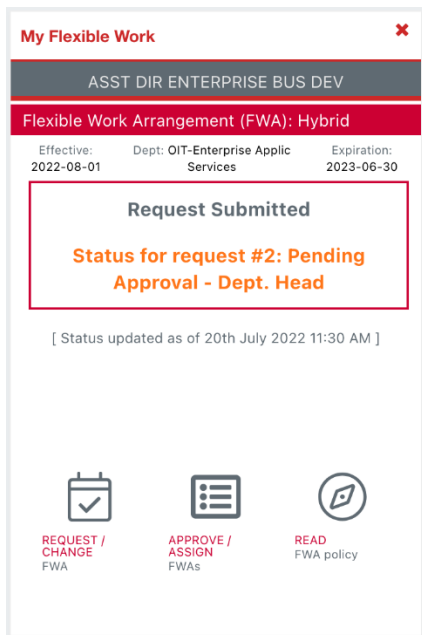 My Flexible Work
ASST DIR ENTERPRISE BUS DEV
Flexible Work Arrangement (FWA): Hybrid
Effective:
2022-08-01
Dept: OIT-Enterprise Applic
Services
Expiration:
2023-06-30
Request Submitted
Status for request #2: Pending
Approval - Dept. Head
[ Status updated as of 20th July 2022 11:30 AM ]
REQUEST /
CHANGE
FWA
APPROVE /
ASSIGN
FWAs
READ
FWA policy